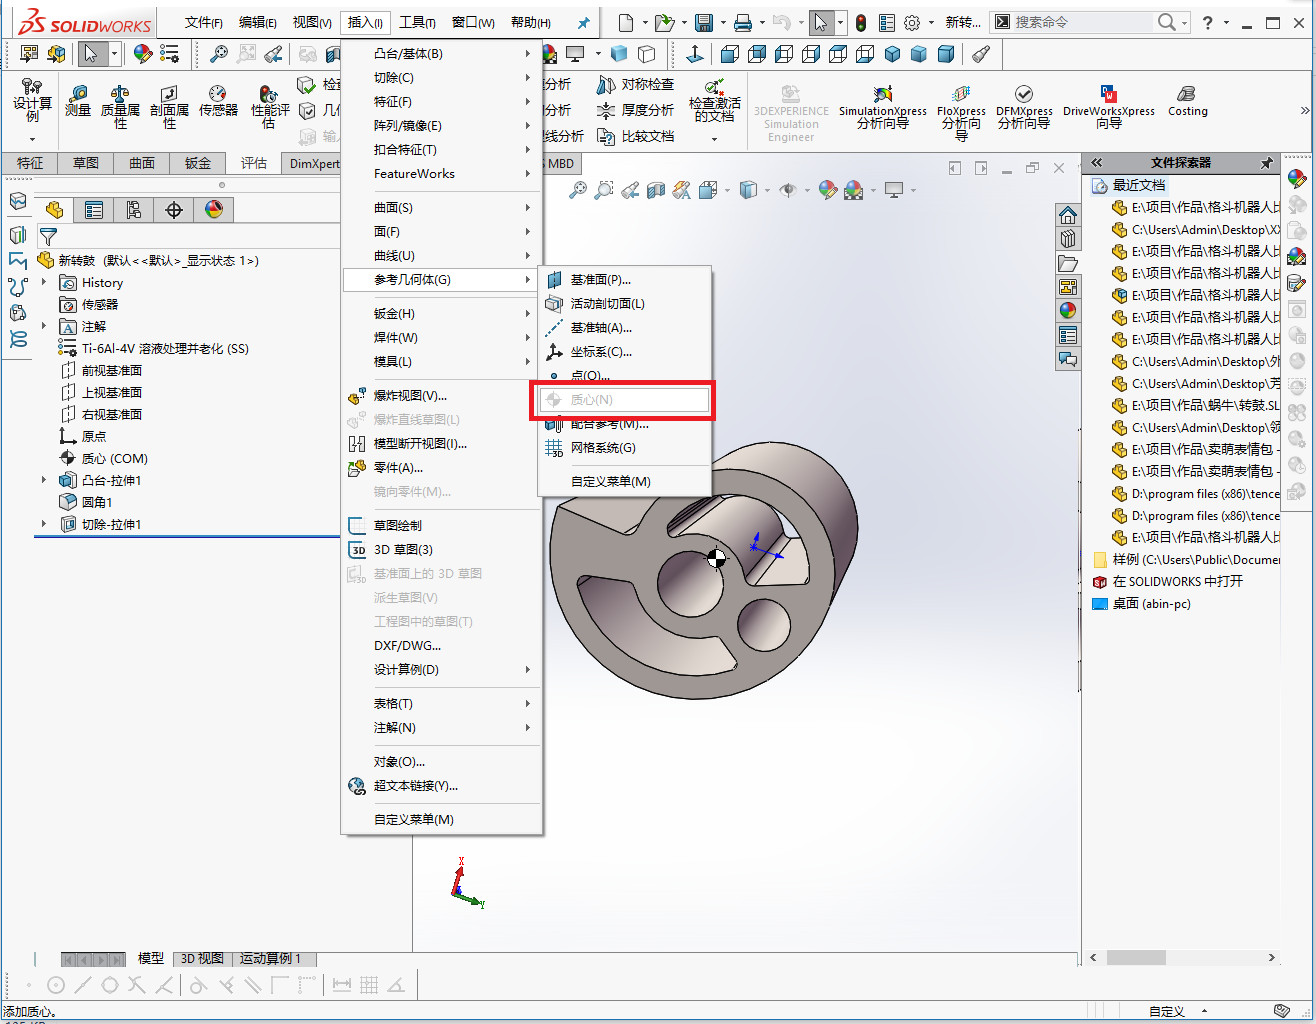 SOLIDWORKS
文件(F) 编辑(E) 视图(V) 插入(I) 工具(T) 窗口(W) 帮助(H)
新转...
搜索命令
设计算例
测量
质量属性
剖面属性
传感器
性能评估
检查
几何
输入
分析
分析
线分析
对称检查
厚度分析
比较文档
检查激活的文档
3DEXPERIENCE Simulation Engineer
SimulationXpress 分析向导
FloXpress 分析向导
DFMXpress 分析向导
DriveWorksXpress 向导
Costing
特征 草图 曲面 钣金 评估 DimXpert
MBD
新转鼓 (默认<<默认>_显示状态 1>)
History
传感器
注解
Ti-6Al-4V 溶液处理并老化 (SS)
前视基准面
上视基准面
右视基准面
原点
质心 (COM)
凸台-拉伸1
圆角1
切除-拉伸1
凸台/基体(B)
切除(C)
特征(F)
阵列/镜像(E)
扣合特征(T)
FeatureWorks
曲面(S)
面(F)
曲线(U)
参考几何体(G)
钣金(H)
焊件(W)
模具(L)
爆炸视图(V)...
爆炸直线草图(L)
模型断开视图(I)...
零件(A)...
镜向零件(M)...
草图绘制
3D 草图(3)
基准面上的 3D 草图
派生草图(V)
工程图中的草图(T)
DXF/DWG...
设计算例(D)
表格(T)
注解(N)
对象(O)...
超文本链接(Y)...
自定义菜单(M)
基准面(P)...
活动剖切面(L)
基准轴(A)...
坐标系(C)...
点(O)...
质心(N)
配合参考(M)...
网格系统(G)
自定义菜单(M)
X
Y
文件探索器
最近文档
E:\项目\作品\格斗机器人比
C:\Users\Admin\Desktop\X
E:\项目\作品\格斗机器人比
E:\项目\作品\格斗机器人比
E:\项目\作品\格斗机器人比
E:\项目\作品\格斗机器人比
E:\项目\作品\格斗机器人比
C:\Users\Admin\Desktop\外
C:\Users\Admin\Desktop\芳
E:\项目\作品\蜗牛\转鼓.SL
C:\Users\Admin\Desktop\领
E:\项目\作品\卖萌表情包 -
E:\项目\作品\卖萌表情包 -
D:\program files (x86)\tence
D:\program files (x86)\tence
E:\项目\作品\格斗机器人比
样例 (C:\Users\Public\Documer
在 SOLIDWORKS 中打开
桌面 (abin-pc)
模型 3D 视图 运动算例 1
添加质心。
自定义